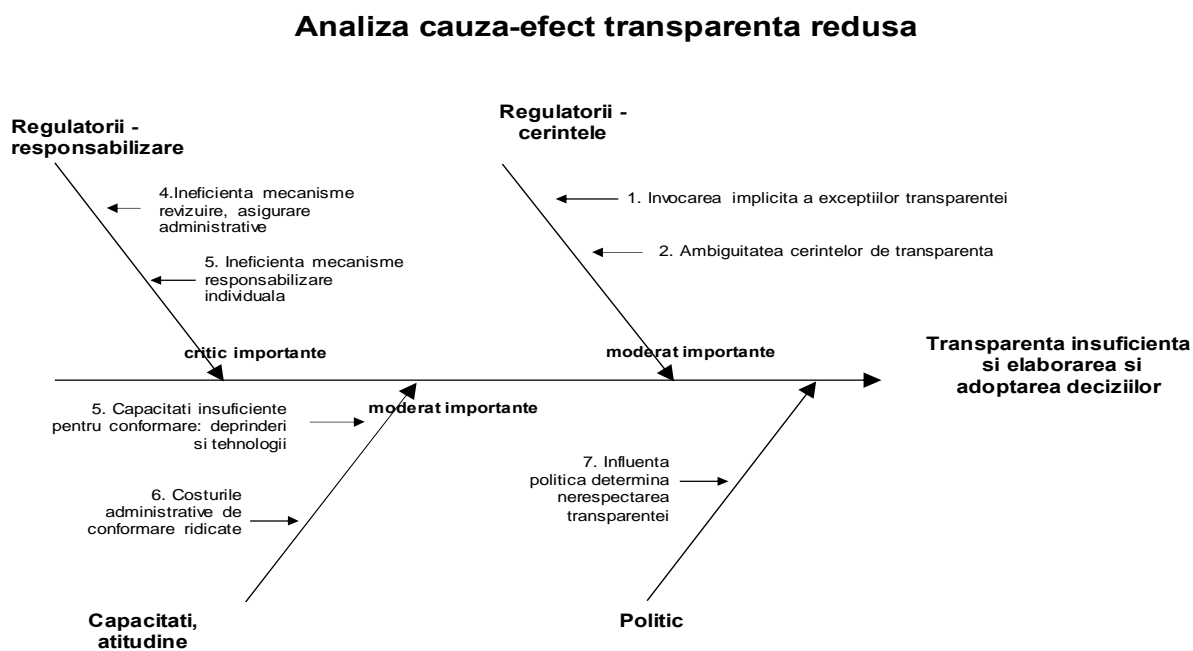 Analiza cauza-efect transparenta redusa
Regulatorii -
responsabilizare
Regulatorii -
cerintele
4.Ineficienta mecanisme
revizuire, asigurare
administrative
5. Ineficienta mecanisme
responsabilizare
individuala
1. Invocarea implicita a exceptiilor transparentei
2. Ambiguitatea cerintelor de transparenta
critic importante
moderat importante
Transparenta insuficienta
si elaborarea si
adoptarea deciziilor
5. Capacitati insuficiente
pentru conformare: deprinderi
si tehnologii
moderat importante
6. Costurile
administrative de
conformare ridicate
7. Influenta
politica determina
nerespectarea
transparentei
Capacitati,
atitudine
Politic